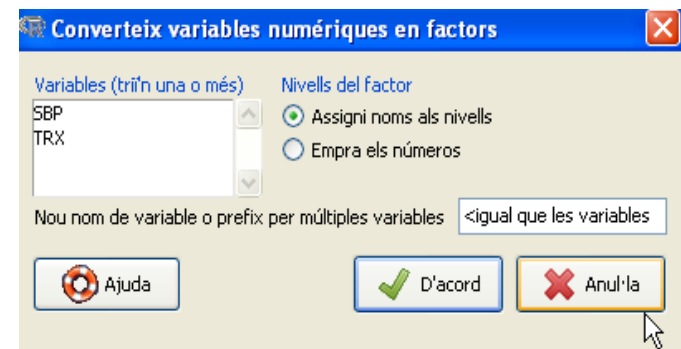 Converteix variables numériques en factors
Variables (triï'n una o més)
SBP
TRX
Nivells del factor
Assigni noms als nivells
Empra els números
Nou nom de variable o prefix per múltiples variables
<igual que les variables
Ajuda
D'acord
Anul·la